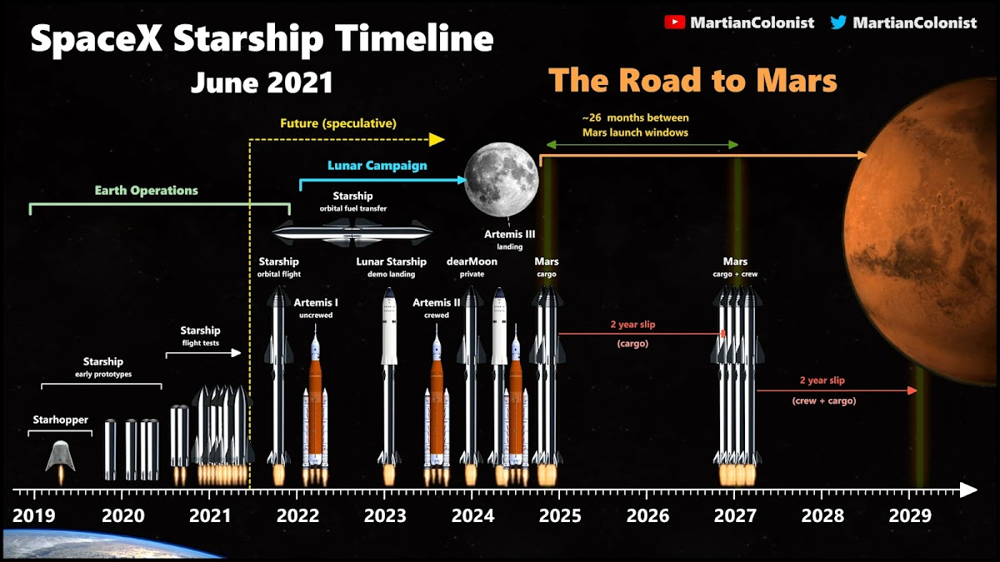 SpaceX Starship Timeline
June 2021
MartianColonist
MartianColonist
The Road to Mars
Future (speculative)
~26 months between
Mars launch windows
Lunar Campaign
Earth Operations
Starship
orbital fuel transfer
Artemis III
landing
Starship
orbital flight
Lunar Starship
demo landing
dearMoon
private
Mars
cargo
Mars
cargo + crew
Artemis I
uncrewed
Artemis II
crewed
Starship
flight tests
2 year slip
(cargo)
Starship
early prototypes
2 year slip
(crew + cargo)
Starhopper
2019
2020
2021
2022
2023
2024
2025
2026
2027
2028
2029